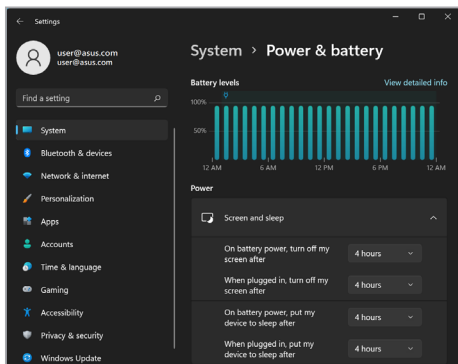 Settings
user@asus.com
user@asus.com
Find a setting
System
Bluetooth & devices
Network & internet
Personalization
Apps
Accounts
Time & language
Gaming
Accessibility
Privacy & security
Windows Update
System > Power & battery
Battery levels
View detailed info
100%
50%
12 AM 6 AM 12 PM 6 PM 12 AM
Power
Screen and sleep
On battery power, turn off my
screen after
4 hours
When plugged in, turn off my
screen after
4 hours
On battery power, put my
device to sleep after
4 hours
When plugged in, put my
device to sleep after
4 hours